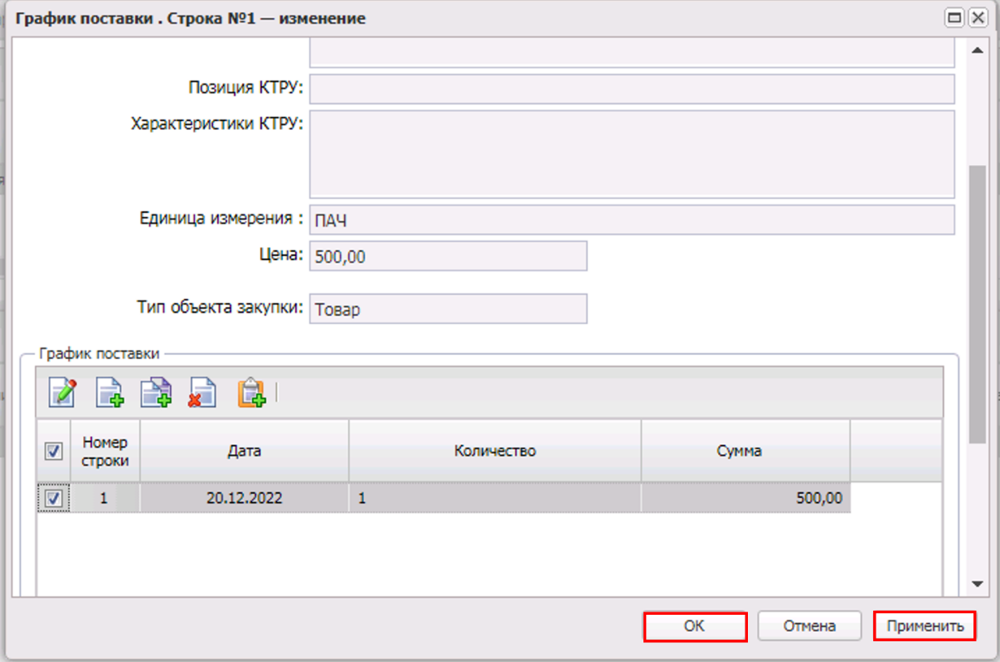 График поставки . Строка №1 — изменение
Позиция КТРУ:
Характеристики КТРУ:
Единица измерения : ПАЧ
Цена: 500,00
Тип объекта закупки: Товар
График поставки
Номер строки Дата Количество Сумма
1 20.12.2022 1 500,00
ОК Отмена Применить